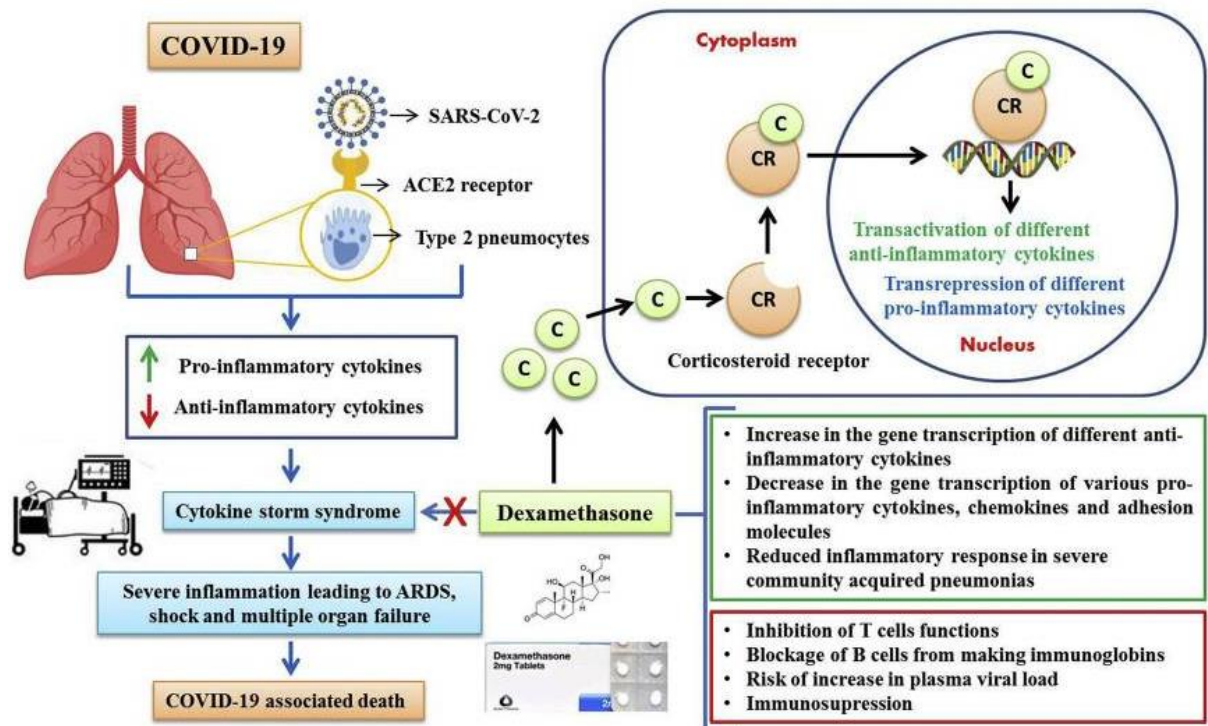 COVID-19
SARS-CoV-2
ACE2 receptor
Type 2 pneumocytes
Pro-inflammatory cytokines
Anti-inflammatory cytokines
Cytokine storm syndrome
Severe inflammation leading to ARDS,
shock and multiple organ failure
COVID-19 associated death
Cytoplasm
C
CR
C
CR
C
CR
C
C
C
Corticosteroid receptor
Transactivation of different
anti-inflammatory cytokines
Transrepression of different
pro-inflammatory cytokines
Nucleus
X
Dexamethasone
OH
O
HO
OH
H
F
H
O
Dexamethasone
2mg Tablets
• Increase in the gene transcription of different anti-
inflammatory cytokines
• Decrease in the gene transcription of various pro-
inflammatory cytokines, chemokines and adhesion
molecules
• Reduced inflammatory response in severe
community acquired pneumonias
• Inhibition of T cells functions
• Blockage of B cells from making immunoglobins
• Risk of increase in plasma viral load
• Immunosupression